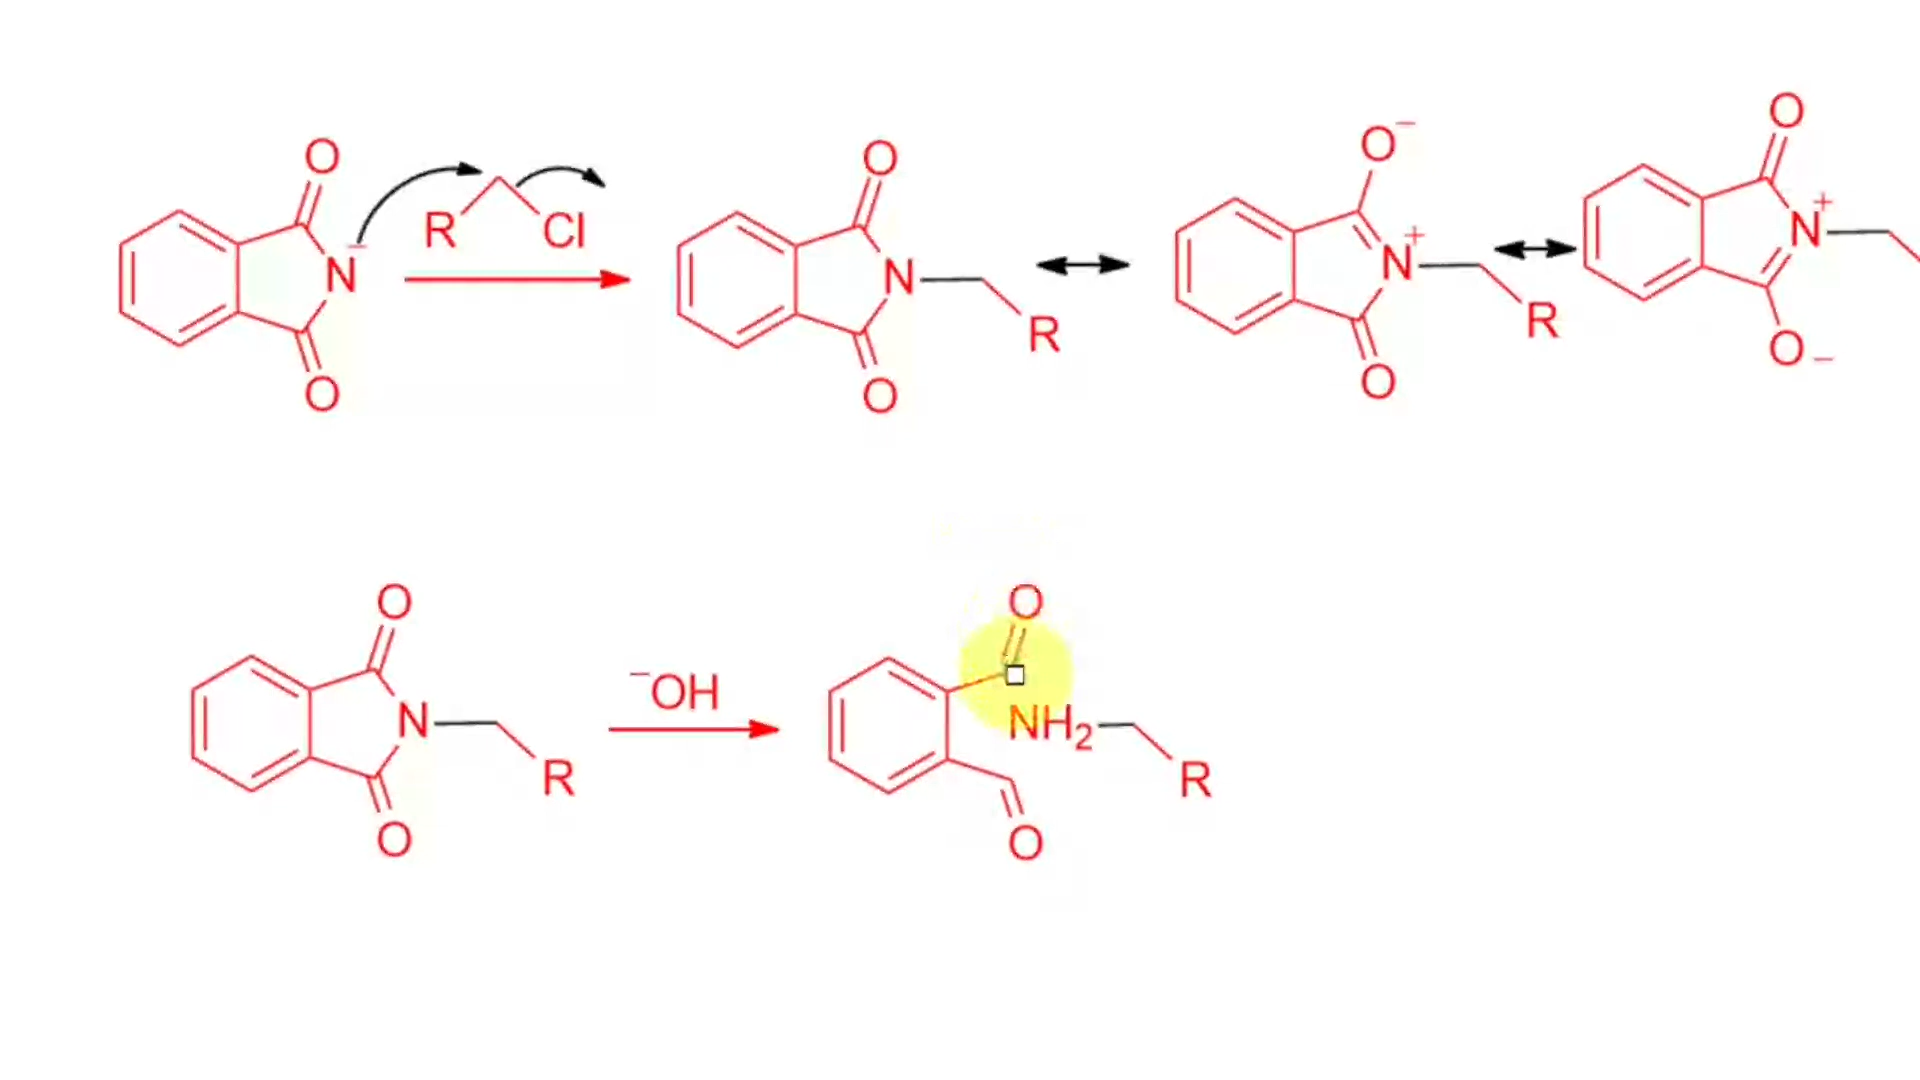 O O O⁻ O
R Cl
N⁻ N N⁺ N⁺
R R
O O O O⁻
O O
⁻OH
N NH₂
R R
O O